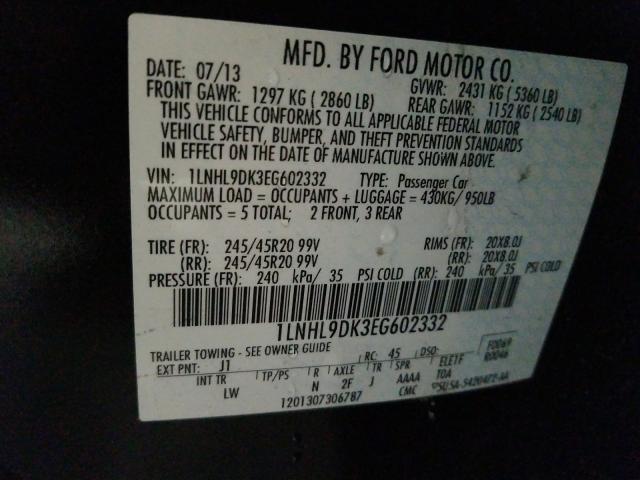 MFD. BY FORD MOTOR CO.
DATE: 07/13 GVWR: 2431 KG ( 5360 LB)
FRONT GAWR: 1297 KG ( 2860 LB) REAR GAWR: 1152 KG ( 2540 LB)
THIS VEHICLE CONFORMS TO ALL APPLICABLE FEDERAL MOTOR
VEHICLE SAFETY, BUMPER, AND THEFT PREVENTION STANDARDS
IN EFFECT ON THE DATE OF MANUFACTURE SHOWN ABOVE.
VIN: 1LNHL9DK3EG602332 TYPE: Passenger Car
MAXIMUM LOAD = OCCUPANTS + LUGGAGE = 430KG/ 950LB
OCCUPANTS = 5 TOTAL; 2 FRONT, 3 REAR
TIRE (FR): 245/45R20 99V RIMS (FR): 20X8.0J
(RR): 245/45R20 99V (RR): 20X8.0J
PRESSURE (FR): 240 kPa/ 35 PSI COLD (RR): 240 kPa/ 35 PSI COLD
1LNHL9DK3EG602332
TRAILER TOWING - SEE OWNER GUIDE F0069
EXT PNT: J1 RC: 45 DSO: R0046
INT TR TP/PS R AXLE TR SPR ELETF
LW N 2F J AAAA T0A
1201307306787 CMC